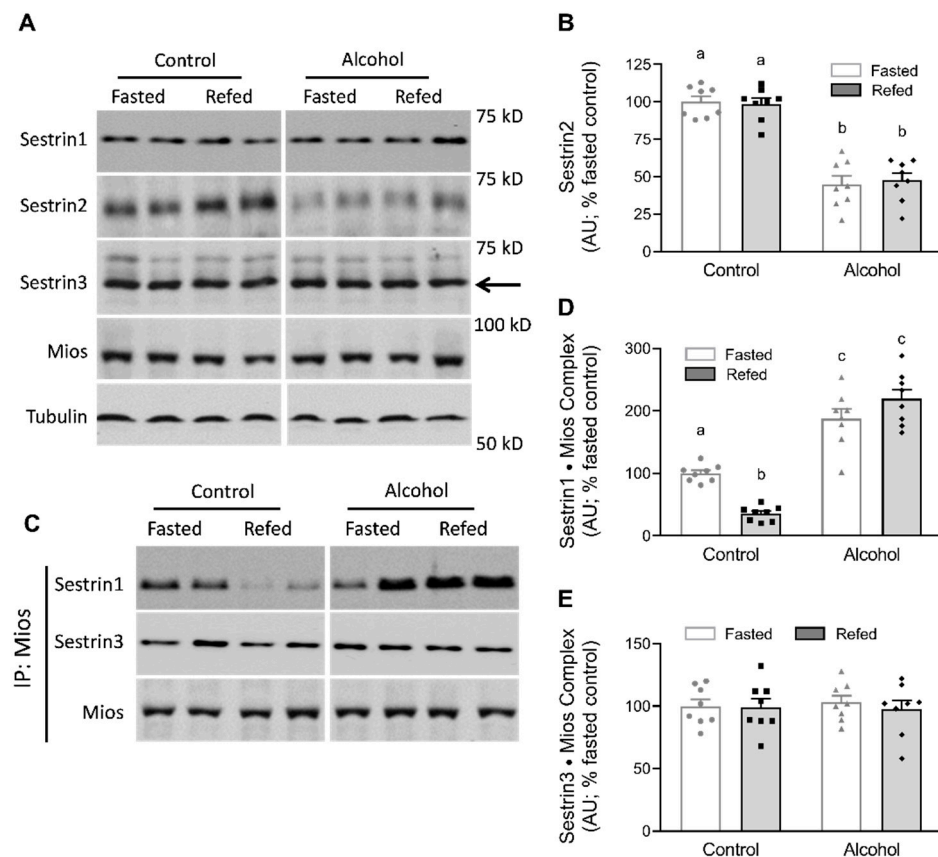 A
Control Alcohol
Fasted Refed Fasted Refed
75 kD
Sestrin1
75 kD
Sestrin2
75 kD
Sestrin3
100 kD
Mios
Tubulin
50 kD
B
Sestrin2
(AU; % fasted control)
125
100
75
50
25
0
a a b b
Fasted
Refed
Control Alcohol
C
Control Alcohol
Fasted Refed Fasted Refed
IP: Mios
Sestrin1
Sestrin3
Mios
D
Sestrin1 • Mios Complex
(AU; % fasted control)
300
200
100
0
Fasted
Refed
a b c c
Control Alcohol
E
Sestrin3 • Mios Complex
(AU; % fasted control)
150
100
50
0
Fasted Refed
Control Alcohol